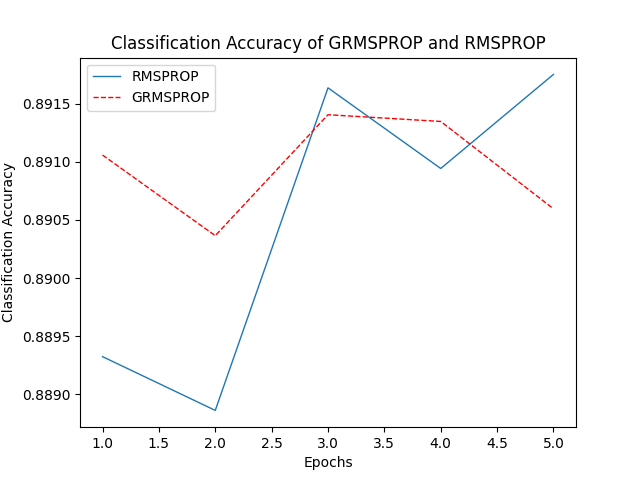 Classification Accuracy of GRMSPROP and RMSPROP
RMSPROP
GRMSPROP
Classification Accuracy
0.8915
0.8910
0.8905
0.8900
0.8895
0.8890
1.0 1.5 2.0 2.5 3.0 3.5 4.0 4.5 5.0
Epochs